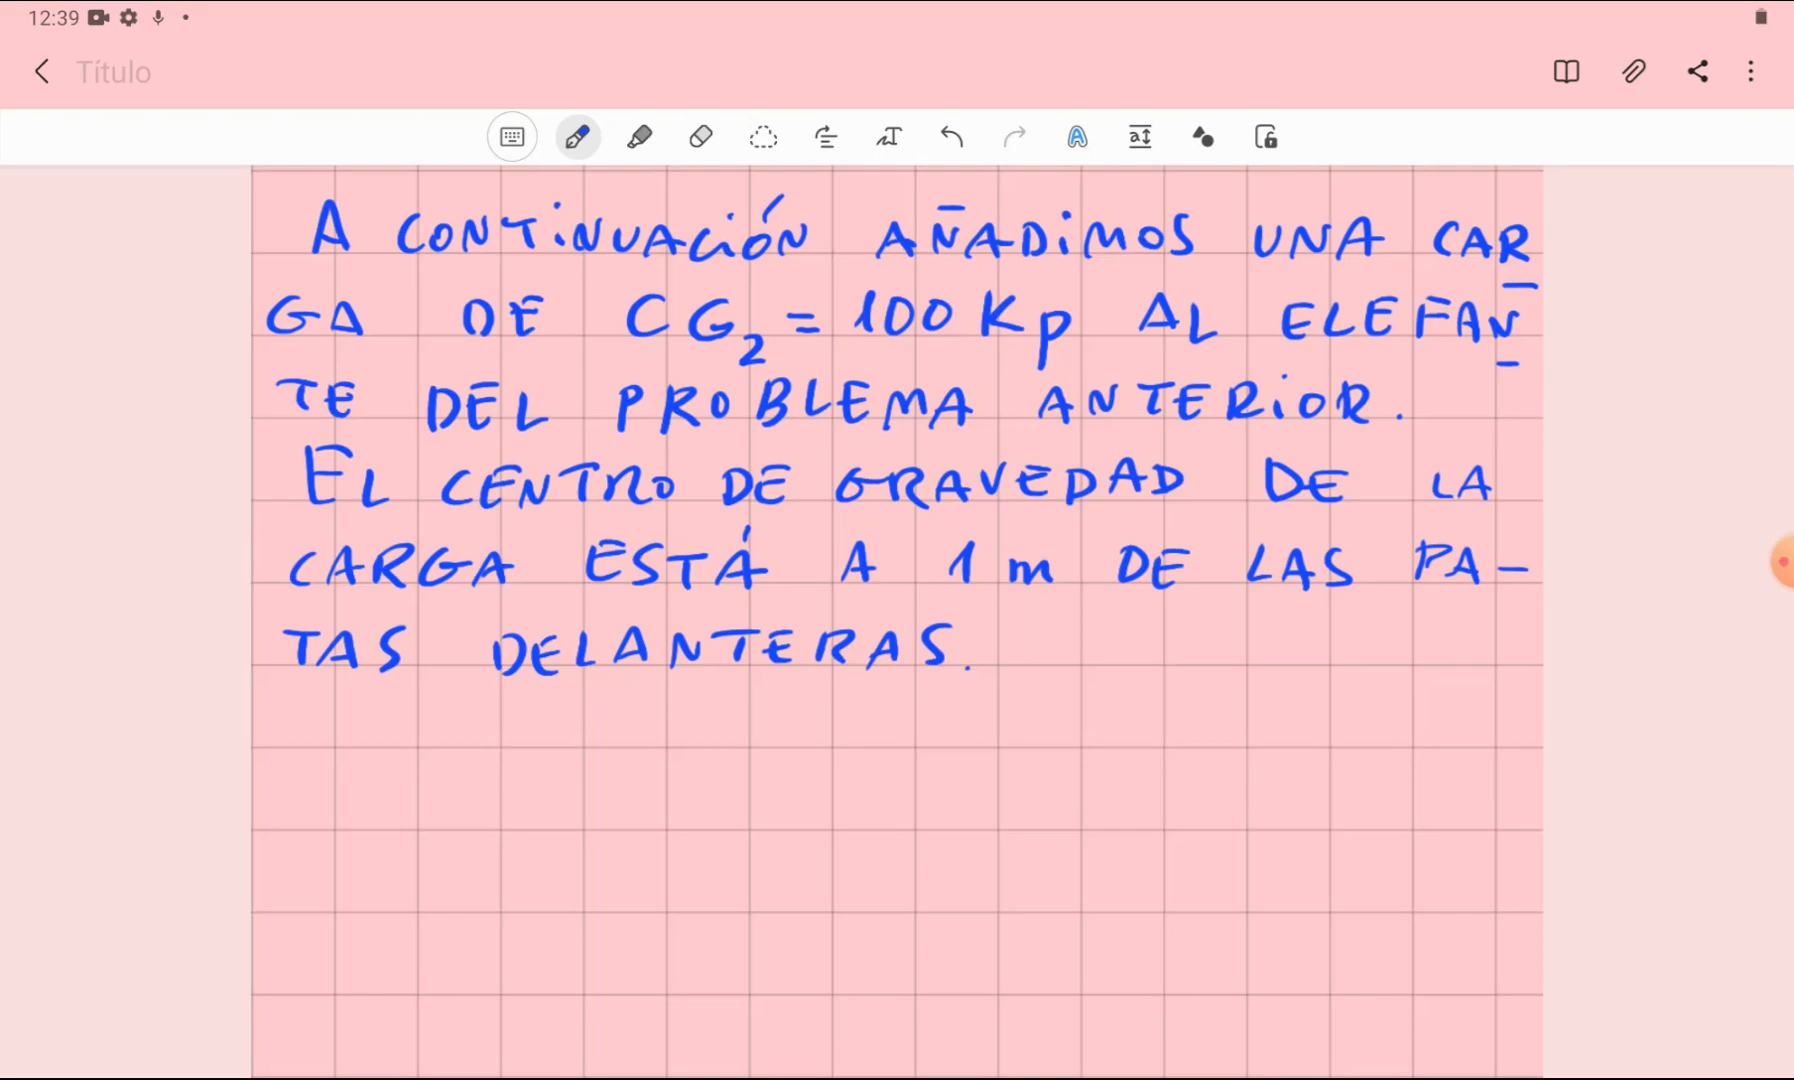 12:39
Título
A CONTINUACIÓN AÑADIMOS UNA CAR
GA DE CG2 = 100 Kp AL ELEFAN
TE DEL PROBLEMA ANTERIOR.
EL CENTRO DE GRAVEDAD DE LA
CARGA ESTÁ A 1 m DE LAS PA-
TAS DELANTERAS.